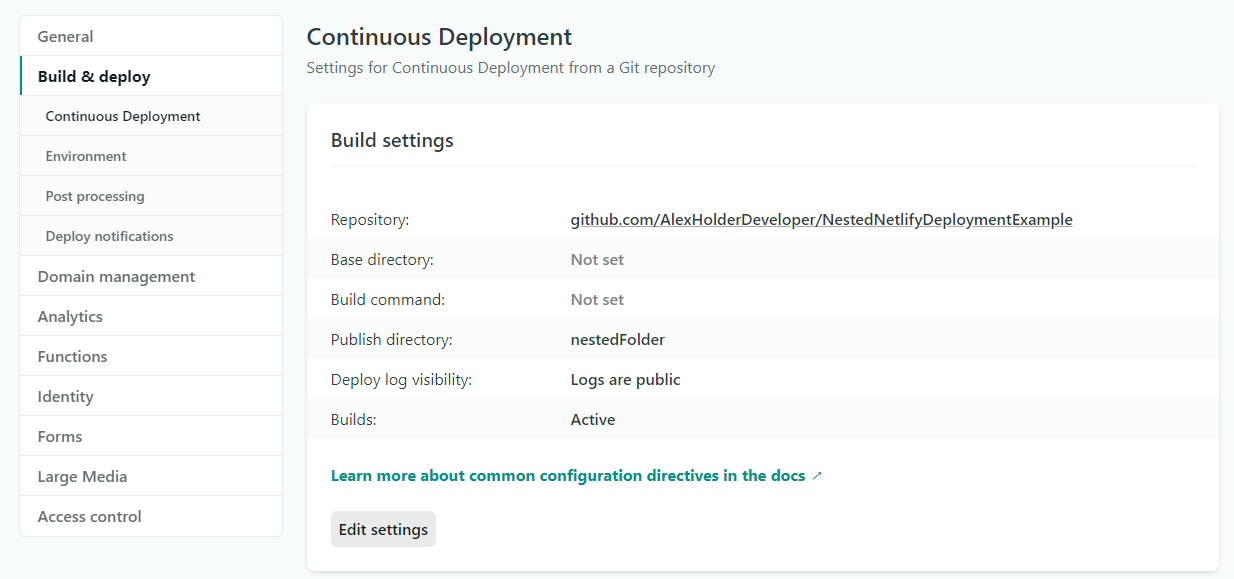 General
Build & deploy
Continuous Deployment
Environment
Post processing
Deploy notifications
Domain management
Analytics
Functions
Identity
Forms
Large Media
Access control
Continuous Deployment
Settings for Continuous Deployment from a Git repository
Build settings
Repository: github.com/AlexHolderDeveloper/NestedNetlifyDeploymentExample
Base directory: Not set
Build command: Not set
Publish directory: nestedFolder
Deploy log visibility: Logs are public
Builds: Active
Learn more about common configuration directives in the docs ↗
Edit settings